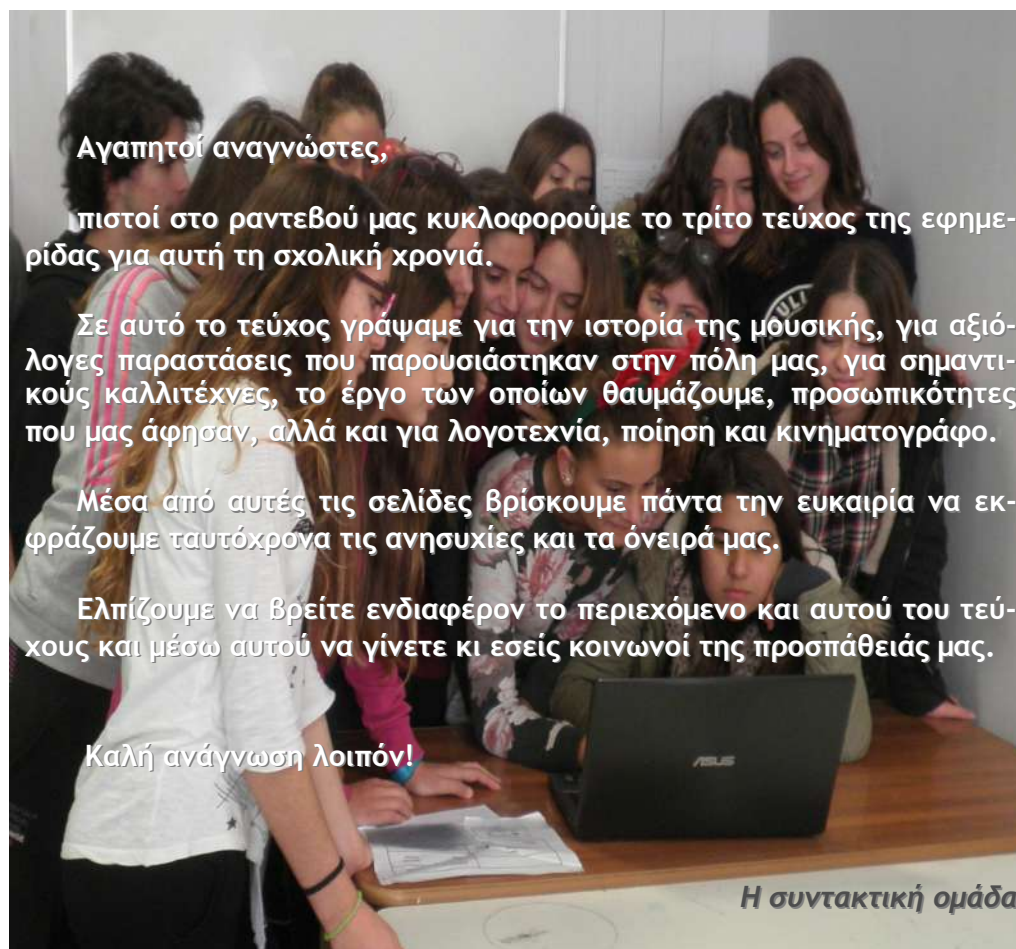 Αγαπητοί αναγνώστες,
πιστοί στο ραντεβού μας κυκλοφορούμε το τρίτο τεύχος της εφημε-
ρίδας για αυτή τη σχολική χρονιά.
Σε αυτό το τεύχος γράψαμε για την ιστορία της μουσικής, για αξιό-
λογες παραστάσεις που παρουσιάστηκαν στην πόλη μας, για σημαντι-
κούς καλλιτέχνες, το έργο των οποίων θαυμάζουμε, προσωπικότητες
που μας άφησαν, αλλά και για λογοτεχνία, ποίηση και κινηματογράφο.
Μέσα από αυτές τις σελίδες βρίσκουμε πάντα την ευκαιρία να εκ-
φράζουμε ταυτόχρονα τις ανησυχίες και τα όνειρά μας.
Ελπίζουμε να βρείτε ενδιαφέρον το περιεχόμενο και αυτού του τεύ-
χους και μέσω αυτού να γίνετε κι εσείς κοινωνοί της προσπάθειάς μας.
Καλή ανάγνωση λοιπόν!
ASUS
Η συντακτική ομάδα